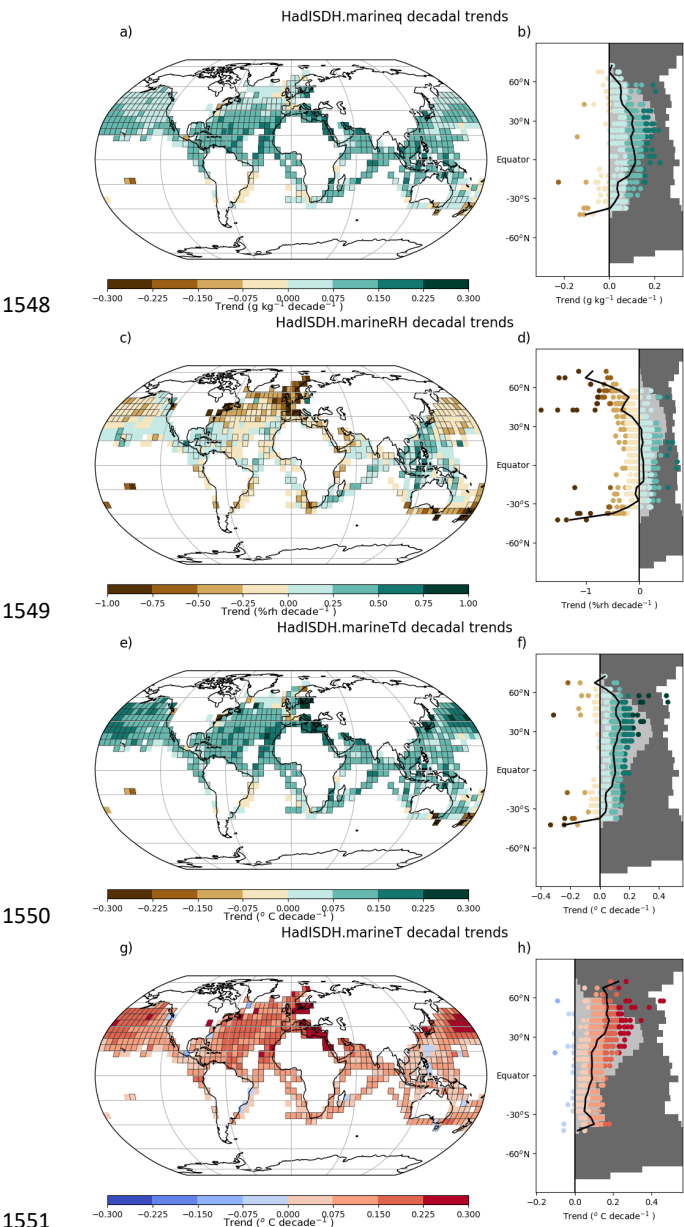 HadISDH.marineq decadal trends
a) b)
60°N
30°N
Equator
-30°S
-60°N
1548
−0.300 −0.225 −0.150 −0.075 0.000 0.075 0.150 0.225 0.300
Trend (g kg⁻¹ decade⁻¹)
−0.2 0.0 0.2
Trend (g kg⁻¹ decade⁻¹)
HadISDH.marineRH decadal trends
c) d)
60°N
30°N
Equator
-30°S
-60°N
1549
−1.00 −0.75 −0.50 −0.25 0.00 0.25 0.50 0.75 1.00
Trend (%rh decade⁻¹)
−1 0
Trend (%rh decade⁻¹)
HadISDH.marineTd decadal trends
e) f)
60°N
30°N
Equator
-30°S
-60°N
1550
−0.300 −0.225 −0.150 −0.075 0.000 0.075 0.150 0.225 0.300
Trend (° C decade⁻¹)
−0.4 −0.2 0.0 0.2 0.4
Trend (° C decade⁻¹)
HadISDH.marineT decadal trends
g) h)
60°N
30°N
Equator
-30°S
-60°N
1551
−0.300 −0.225 −0.150 −0.075 0.000 0.075 0.150 0.225 0.300
Trend (° C decade⁻¹)
0.0 0.2 0.4
Trend (° C decade⁻¹)